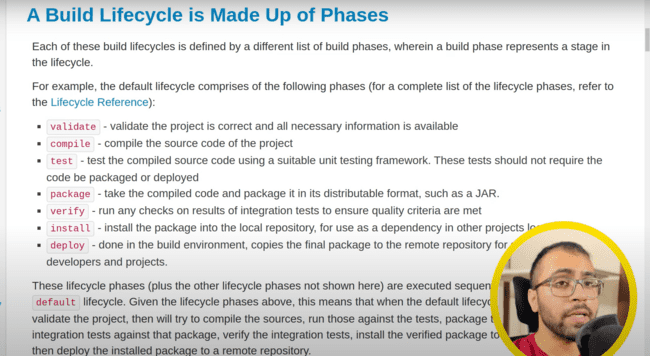 A Build Lifecycle is Made Up of Phases
Each of these build lifecycles is defined by a different list of build phases, wherein a build phase represents a stage in
the lifecycle.
For example, the default lifecycle comprises of the following phases (for a complete list of the lifecycle phases, refer to
the Lifecycle Reference):
validate - validate the project is correct and all necessary information is available
compile - compile the source code of the project
test - test the compiled source code using a suitable unit testing framework. These tests should not require the
code be packaged or deployed
package - take the compiled code and package it in its distributable format, such as a JAR.
verify - run any checks on results of integration tests to ensure quality criteria are met
install - install the package into the local repository, for use as a dependency in other projects
deploy - done in the build environment, copies the final package to the remote repository for
developers and projects.
These lifecycle phases (plus the other lifecycle phases not shown here) are executed
default lifecycle. Given the lifecycle phases above, this means that when the default
validate the project, then will try to compile the sources, run those against the tests, package
integration tests against that package, verify the integration tests, install the verified package to
then deploy the installed package to a remote repository.